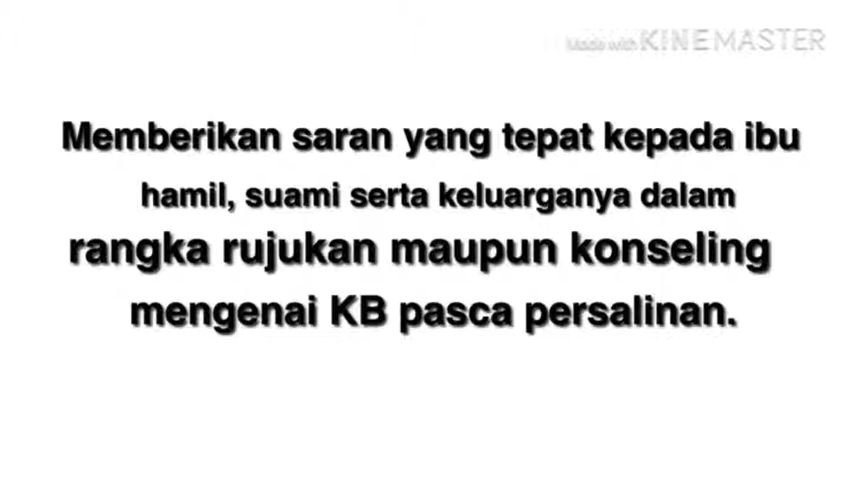 Made with KINEMASTER
Memberikan saran yang tepat kepada ibu
hamil, suami serta keluarganya dalam
rangka rujukan maupun konseling
mengenai KB pasca persalinan.